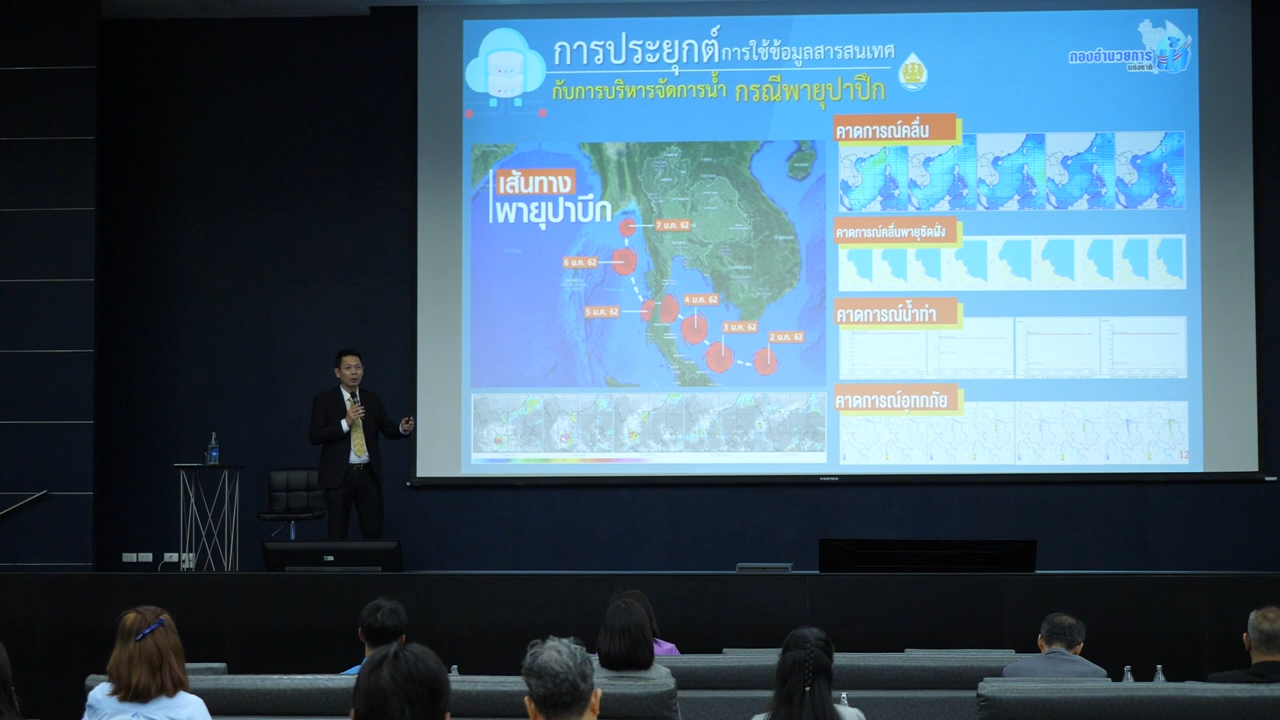 การประยุกต์การใช้ข้อมูลสารสนเทศ
กับการบริหารจัดการน้ำ กรณีพายุปาปึก
กองอำนวยการ
เส้นทาง
พายุปาบึก
7 ม.ค. 62
6 ม.ค. 62
5 ม.ค. 62
4 ม.ค. 62
3 ม.ค. 62
2 ม.ค. 62
คาดการณ์คลื่น
คาดการณ์คลื่นพายุซัดฝั่ง
คาดการณ์น้ำท่า
คาดการณ์อุทกภัย
12